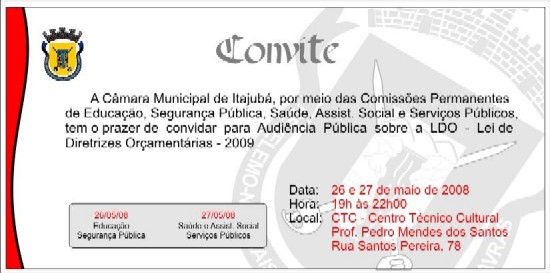 Convite
A Câmara Municipal de Itajubá, por meio das Comissões Permanentes
de Educação, Segurança Pública, Saúde, Assist. Social e Serviços Públicos,
tem o prazer de convidar para Audiência Pública sobre a LDO - Lei de
Diretrizes Orçamentárias - 2009
Data: 26 e 27 de maio de 2008
Hora: 19h às 22h00
Local: CTC - Centro Técnico Cultural
Prof. Pedro Mendes dos Santos
Rua Santos Pereira, 78
26/05/08
Educação
Segurança Pública
27/05/08
Saúde e Assist. Social
Serviços Públicos